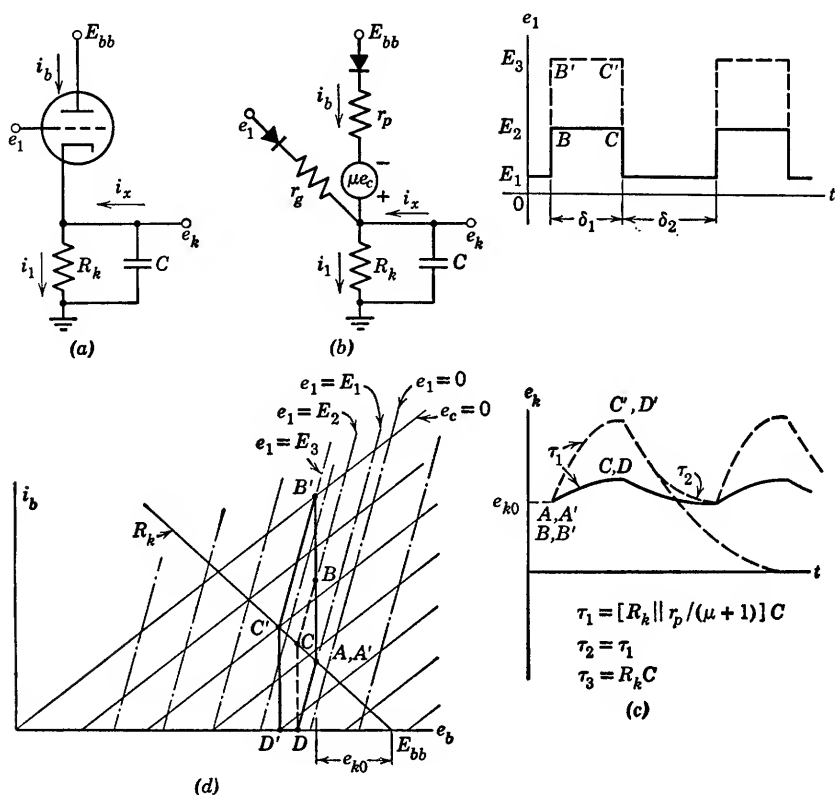 E_bb
i_b
e_1
i_x
e_k
i_1
R_k
C
(a)
E_bb
i_b
r_p
e_1
r_g
μe_c
−
+
i_x
e_k
i_1
R_k
C
(b)
e_1
E_3
B′ C′
E_2
B C
E_1
0
t
δ_1
δ_2
e_k
C′, D′
τ_1
C, D
τ_2
e_k0
A, A′
B, B′
t
τ_1 = [R_k || r_p/(μ + 1)] C
τ_2 = τ_1
τ_3 = R_k C
(c)
e_1 = E_1
e_1 = 0
e_1 = E_2
e_c = 0
e_1 = E_3
i_b
R_k
B′
B
C′
C
A, A′
D′
D
E_bb
e_b
e_k0
(d)